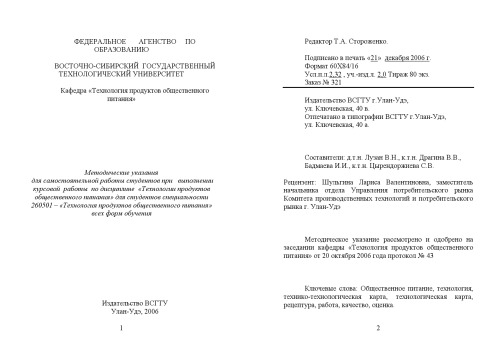 ФЕДЕРАЛЬНОЕ АГЕНСТВО ПО
ОБРАЗОВАНИЮ
ВОСТОЧНО-СИБИРСКИЙ ГОСУДАРСТВЕННЫЙ
ТЕХНОЛОГИЧЕСКИЙ УНИВЕРСИТЕТ
Кафедра «Технология продуктов общественного
питания»
Методические указания
для самостоятельной работы студентов при выполнении
курсовой работы по дисциплине «Технология продуктов
общественного питания» для студентов специальности
260501 – «Технология продуктов общественного питания»
всех форм обучения
Издательство ВСГТУ
Улан-Удэ, 2006
1
Редактор Т.А. Стороженко.
Подписано в печать «21» декабря 2006 г.
Формат 60Х84/16
Усл.п.л.2,32 , уч.-изд.л. 2,0 Тираж 80 экз.
Заказ № 321
Издательство ВСГТУ г.Улан-Удэ,
ул. Ключевская, 40 в.
Отпечатано в типографии ВСГТУ г.Улан-Удэ,
ул. Ключевская, 40 а.
Составители: д.т.н. Лузан В.Н., к.т.н. Драгина В.В.,
Бадмаева И.И., к.т.н. Цырендоржиева С.В.
Рецензент: Шульгина Лариса Валентиновна, заместитель
начальника отдела Управления потребительского рынка
Комитета производственных технологий и потребительского
рынка г. Улан-Удэ
Методическое указание рассмотрено и одобрено на
заседании кафедры «Технология продуктов общественного
питания» от 20 октября 2006 года протокол № 43
Ключевые слова: Общественное питание, технология,
технико-технологическая карта, технологическая карта,
рецептура, работа, качество, оценка.
2